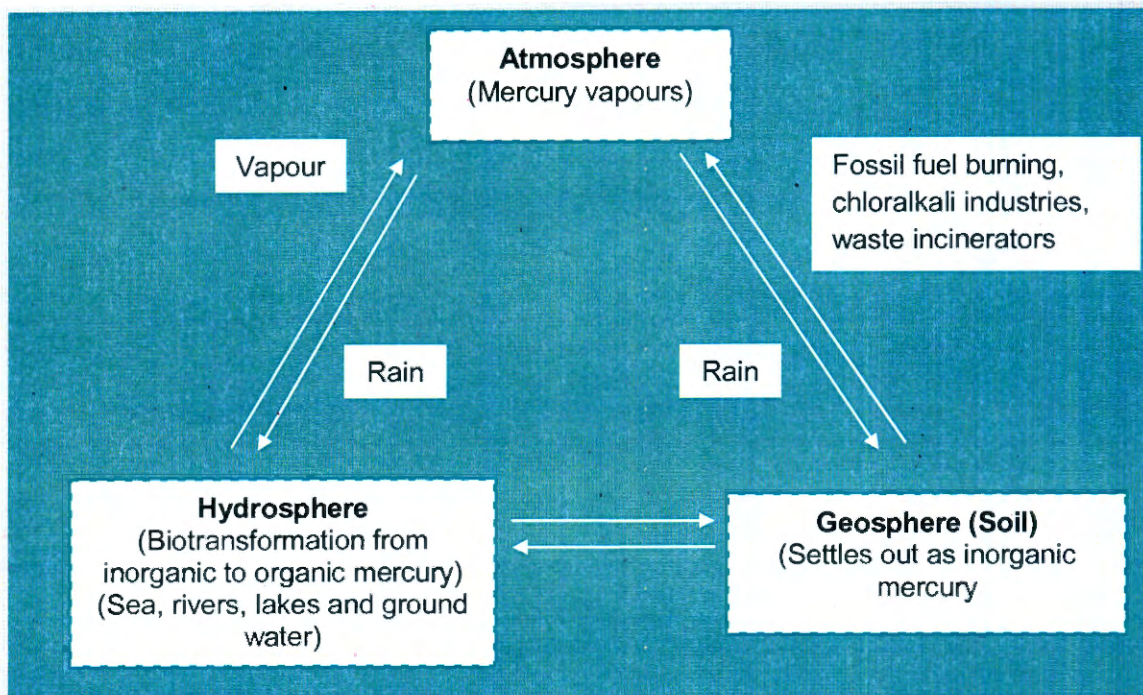 Atmosphere
(Mercury vapours)
Vapour
Fossil fuel burning,
chloralkali industries,
waste incinerators
Rain
Rain
Hydrosphere
(Biotransformation from
inorganic to organic mercury)
(Sea, rivers, lakes and ground
water)
Geosphere (Soil)
(Settles out as inorganic
mercury